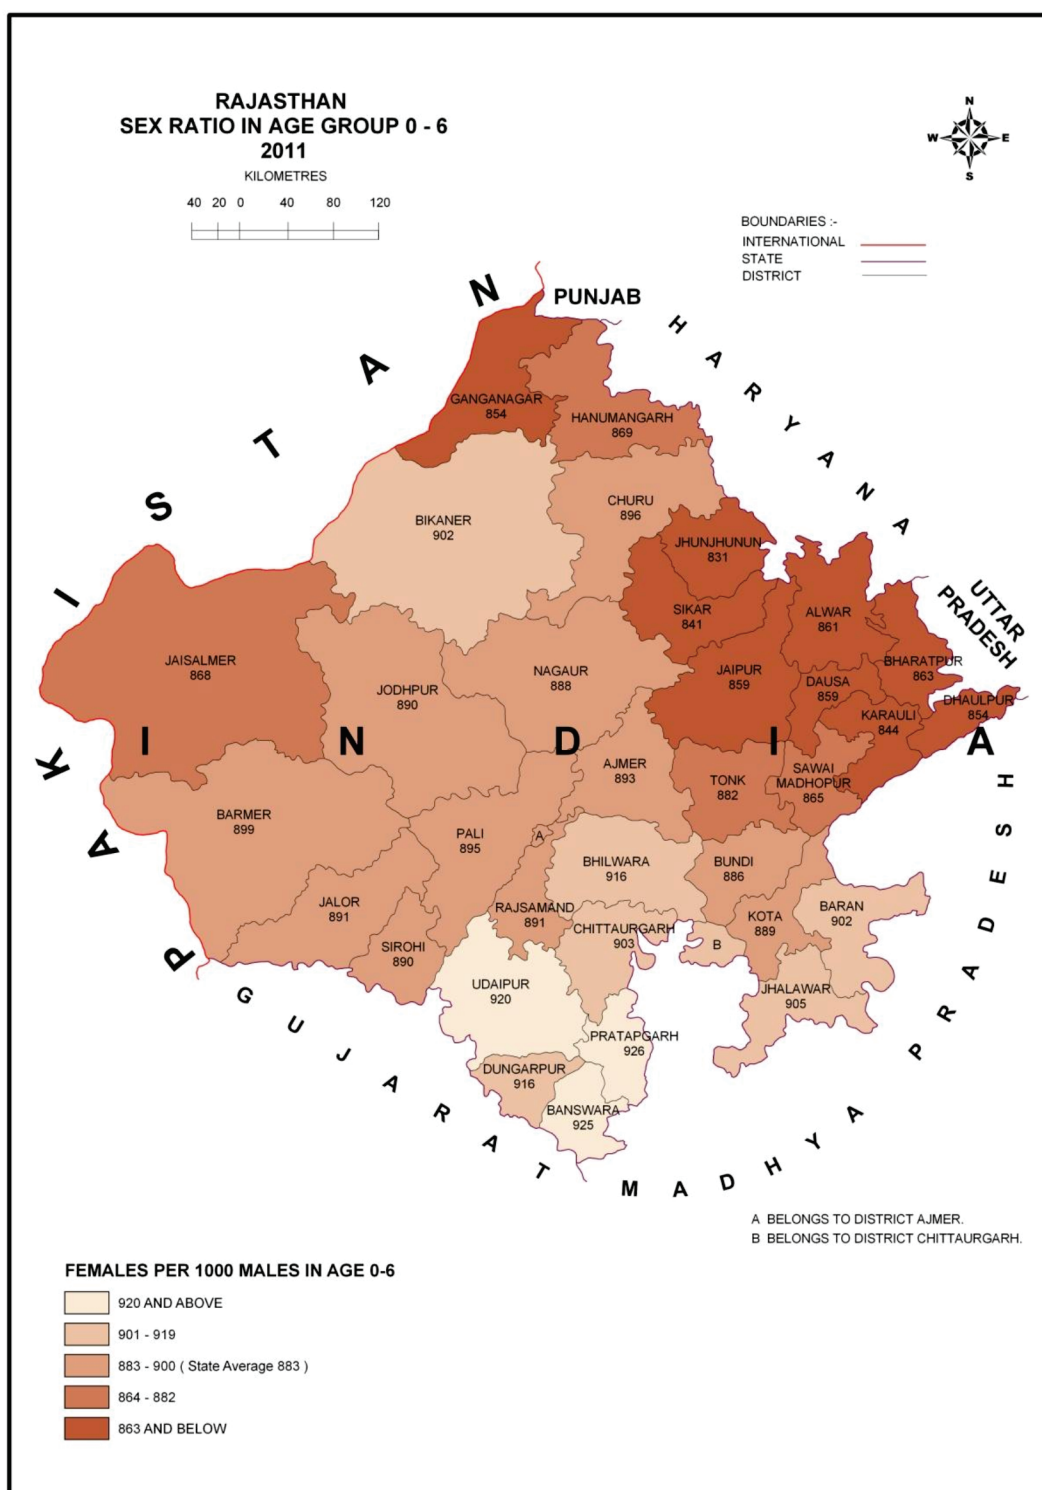 RAJASTHAN
SEX RATIO IN AGE GROUP 0 - 6
2011
KILOMETRES
40 20 0 40 80 120
N
W E
S
BOUNDARIES :-
INTERNATIONAL
STATE
DISTRICT
PAKISTAN
PUNJAB
HARYANA
UTTAR
PRADESH
GANGANAGAR
854
HANUMANGARH
869
BIKANER
902
CHURU
896
JHUNJHUNUN
831
SIKAR
841
ALWAR
861
JAISALMER
868
JODHPUR
890
NAGAUR
888
JAIPUR
859
DAUSA
859
BHARATPUR
863
DHAULPUR
854
KARAULI
844
INDIA
AJMER
893
TONK
882
SAWAI
MADHOPUR
865
BARMER
899
PALI
895
A
BHILWARA
916
BUNDI
886
JALOR
891
RAJSAMAND
891
CHITTAURGARH
903
KOTA
889
BARAN
902
SIROHI
890
B
UDAIPUR
920
JHALAWAR
905
PRATAPGARH
926
DUNGARPUR
916
BANSWARA
925
GUJARAT
MADHYA PRADESH
A BELONGS TO DISTRICT AJMER.
B BELONGS TO DISTRICT CHITTAURGARH.
FEMALES PER 1000 MALES IN AGE 0-6
920 AND ABOVE
901 - 919
883 - 900 ( State Average 883 )
864 - 882
863 AND BELOW